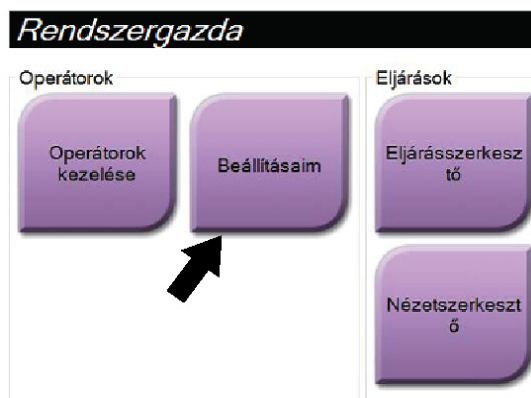 Rendszergazda
Operátorok
Operátorok
kezelése
Beállításaim
Eljárások
Eljárásszerkesz
tő
Nézetszerkeszt
ő